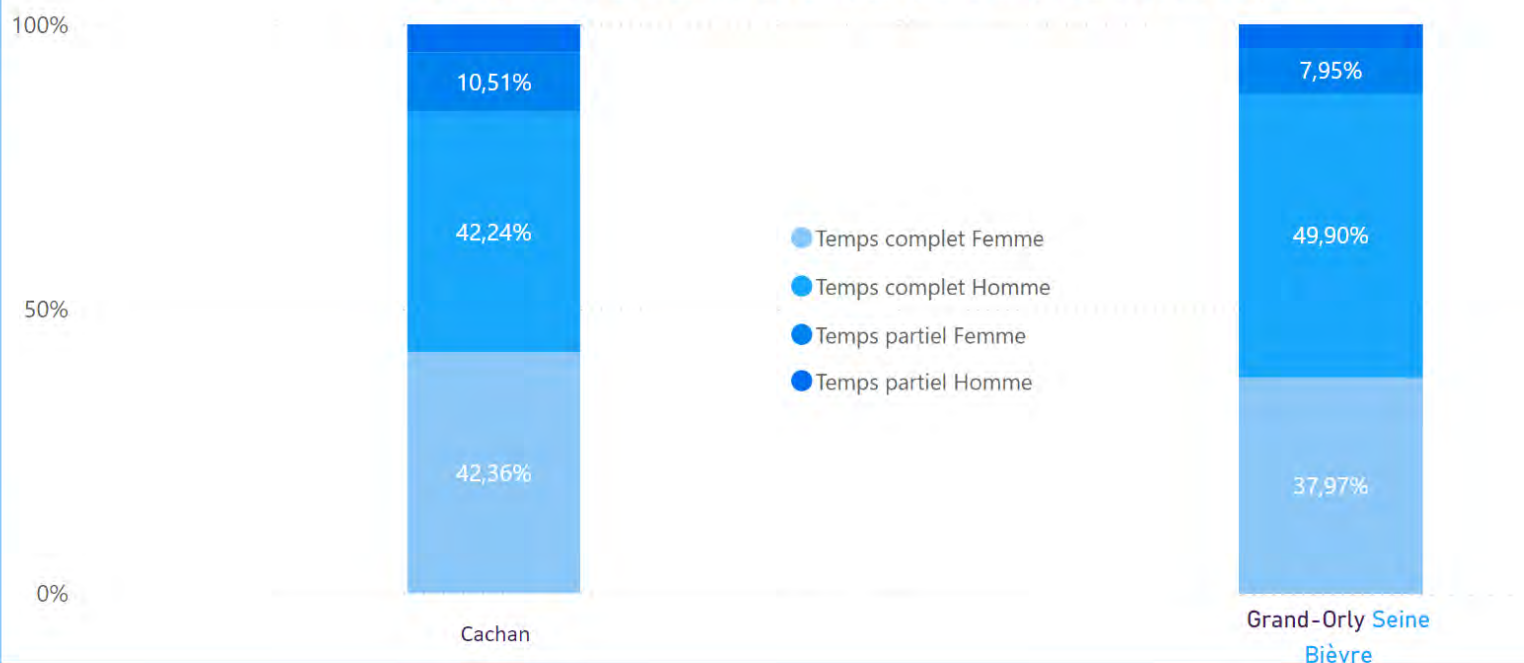 100%
10,51%
7,95%
42,24%
Temps complet Femme
49,90%
Temps complet Homme
50%
Temps partiel Femme
Temps partiel Homme
42,36%
37,97%
0%
Cachan
Grand-Orly Seine
Bièvre